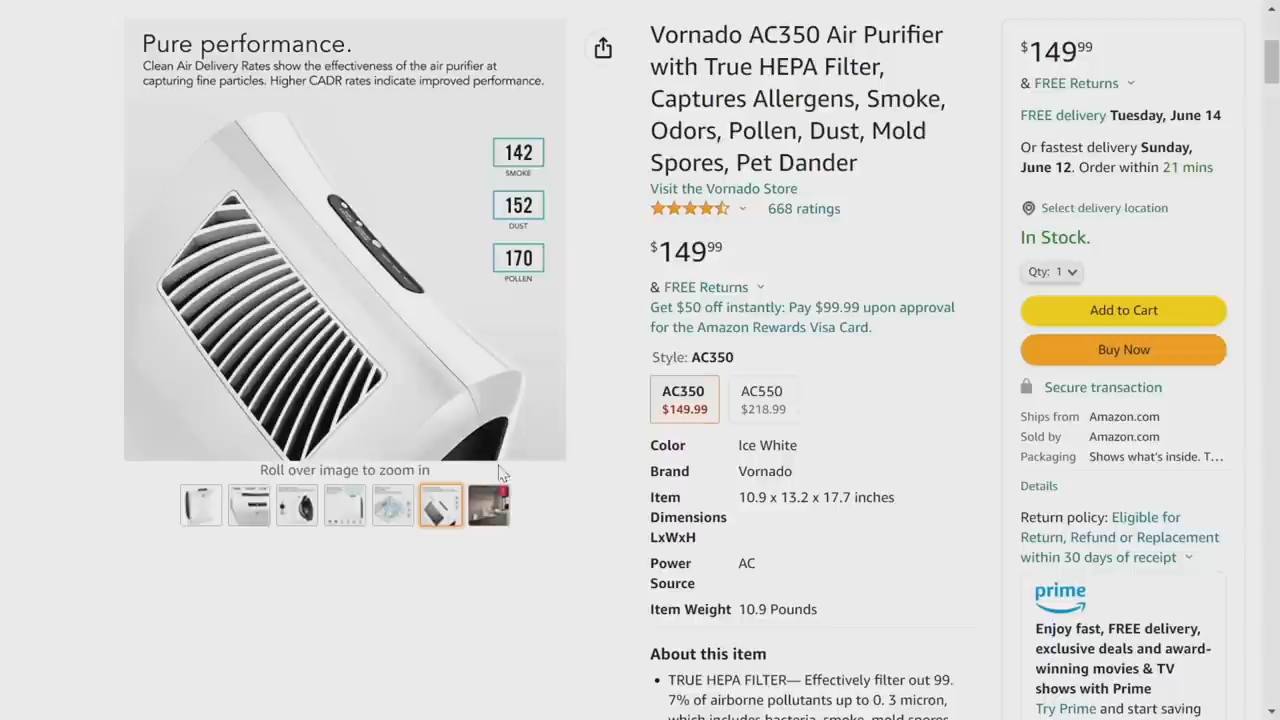 Pure performance.
Clean Air Delivery Rates show the effectiveness of the air purifier at
capturing fine particles. Higher CADR rates indicate improved performance.
142
SMOKE
152
DUST
170
POLLEN
Roll over image to zoom in
Vornado AC350 Air Purifier
with True HEPA Filter,
Captures Allergens, Smoke,
Odors, Pollen, Dust, Mold
Spores, Pet Dander
Visit the Vornado Store
668 ratings
$149.99
& FREE Returns
Get $50 off instantly: Pay $99.99 upon approval
for the Amazon Rewards Visa Card.
Style: AC350
AC350
$149.99
AC550
$218.99
Color Ice White
Brand Vornado
Item 10.9 x 13.2 x 17.7 inches
Dimensions
LxWxH
Power AC
Source
Item Weight 10.9 Pounds
About this item
• TRUE HEPA FILTER— Effectively filter out 99.
7% of airborne pollutants up to 0. 3 micron,
which includes bacteria, smoke, mold spores,
$149.99
& FREE Returns
FREE delivery Tuesday, June 14
Or fastest delivery Sunday,
June 12. Order within 21 mins
Select delivery location
In Stock.
Qty: 1
Add to Cart
Buy Now
Secure transaction
Ships from Amazon.com
Sold by Amazon.com
Packaging Shows what's inside. T…
Details
Return policy: Eligible for
Return, Refund or Replacement
within 30 days of receipt
prime
Enjoy fast, FREE delivery,
exclusive deals and award-
winning movies & TV
shows with Prime
Try Prime and start saving